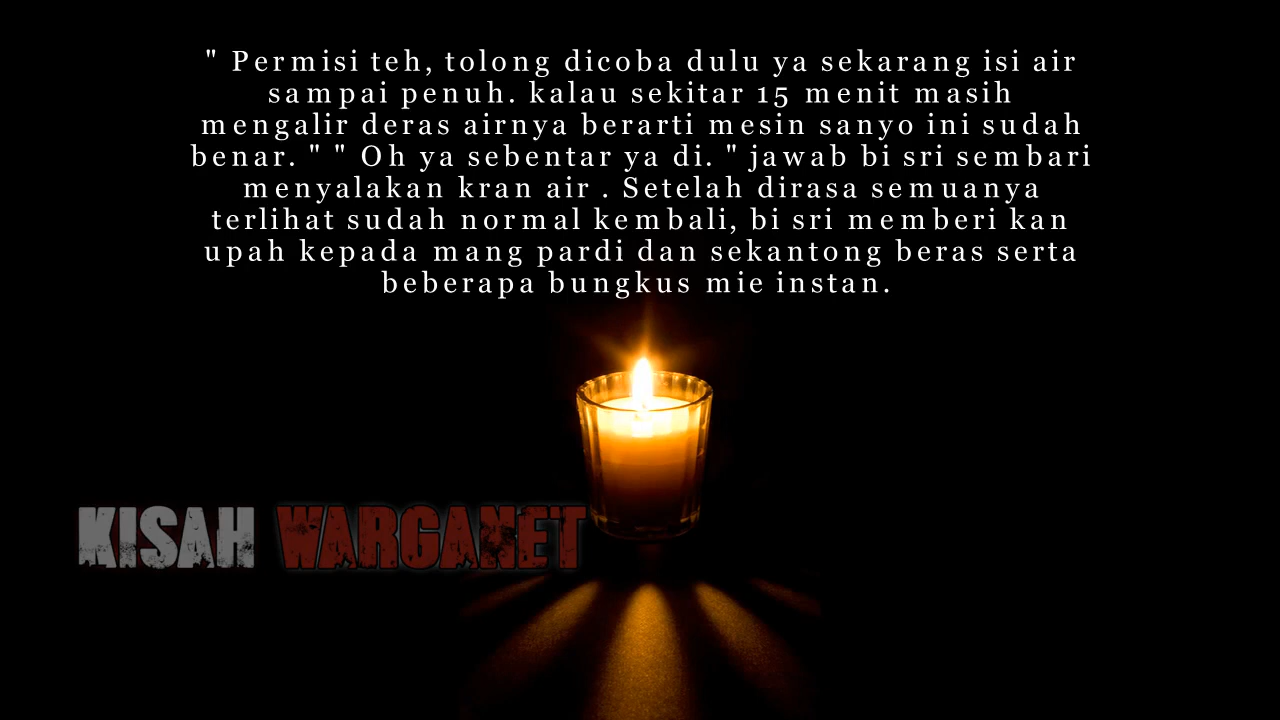 " Permisi teh, tolong dicoba dulu ya sekarang isi air
sampai penuh. kalau sekitar 15 menit masih
mengalir deras airnya berarti mesin sanyo ini sudah
benar. " " Oh ya sebentar ya di. " jawab bi sri sembari
menyalakan kran air . Setelah dirasa semuanya
terlihat sudah normal kembali, bi sri memberi kan
upah kepada mang pardi dan sekantong beras serta
beberapa bungkus mie instan.
KISAH WARGANET